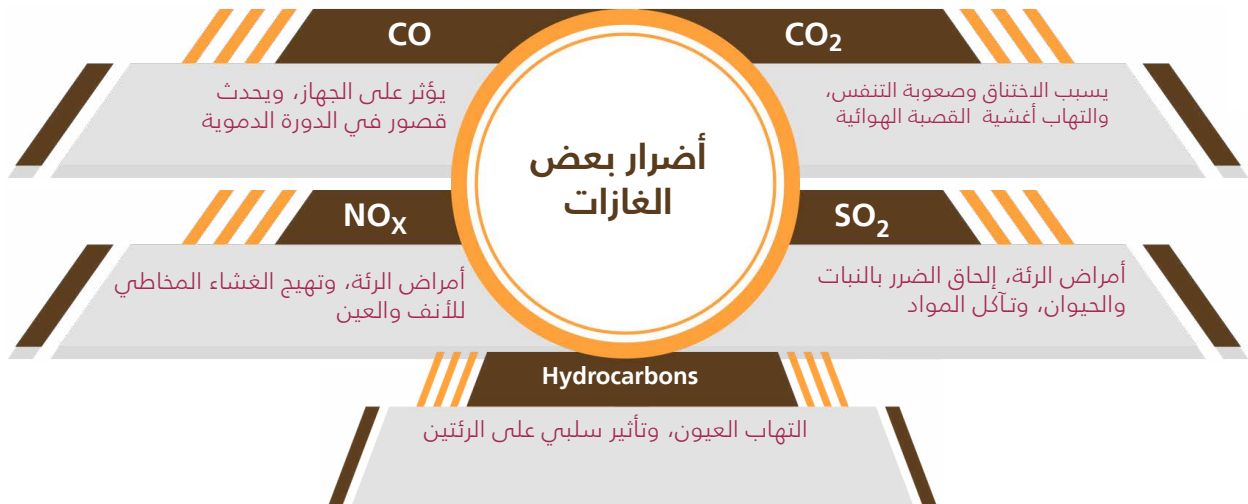 أضرار بعض
الغازات
CO₂
يسبب الاختناق وصعوبة التنفس،
والتهاب أغشية القصبة الهوائية
CO
يؤثر على الجهاز، ويحدث
قصور في الدورة الدموية
SO₂
أمراض الرئة، إلحاق الضرر بالنبات
والحيوان، وتآكل المواد
NOₓ
أمراض الرئة، وتهيج الغشاء المخاطي
للأنف والعين
Hydrocarbons
التهاب العيون، وتأثير سلبي على الرئتين